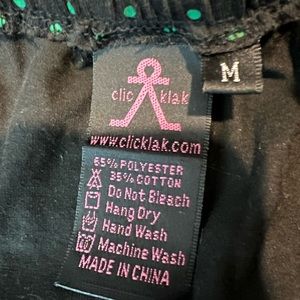 clic klak
M
www.clicklak.com
65% POLYESTER
35% COTTON
Do Not Bleach
Hang Dry
Hand Wash
Machine Wash
MADE IN CHINA